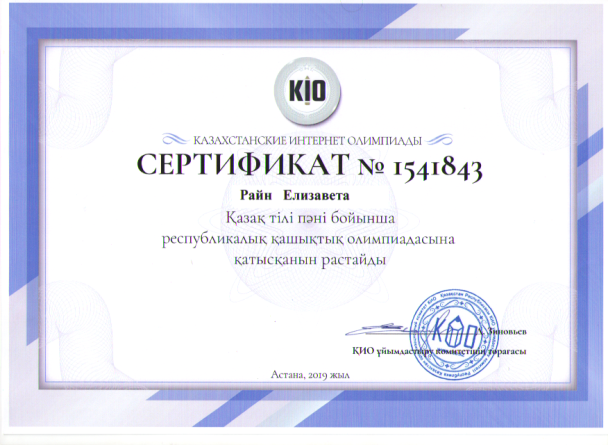 КІО
КАЗАХСТАНСКИЕ ИНТЕРНЕТ ОЛИМПИАДЫ
СЕРТИФИКАТ № 1541843
Райн Елизавета
Қазақ тілі пәні бойынша
республикалық қашықтық олимпиадасына
қатысқанын растайды
Зиновьев
ҚИО ұйымдастыру комитетінің төрағасы
Астана, 2019 жыл